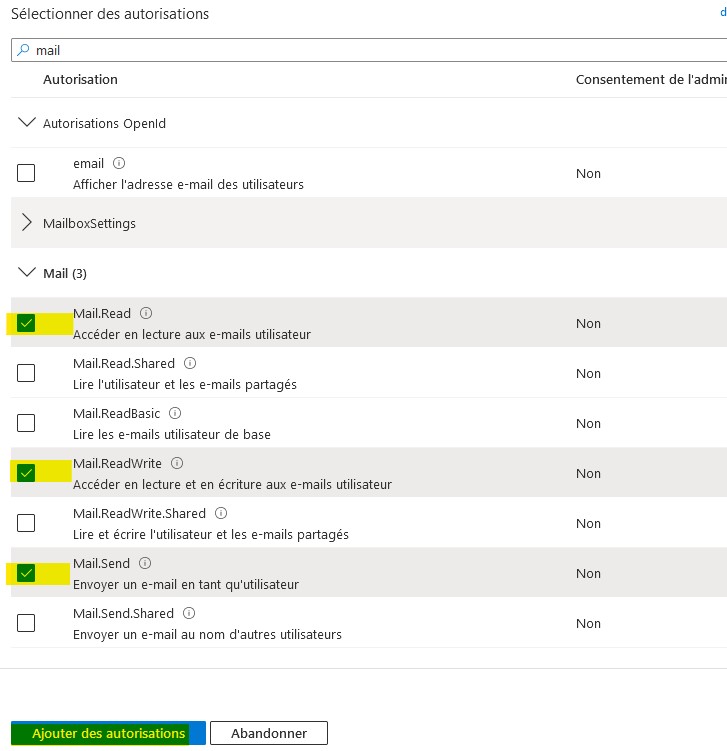 Sélectionner des autorisations
d
mail
Autorisation
Consentement de l'admin
Autorisations OpenId
email
Afficher l'adresse e-mail des utilisateurs
Non
MailboxSettings
Mail (3)
Mail.Read
Accéder en lecture aux e-mails utilisateur
Non
Mail.Read.Shared
Lire l'utilisateur et les e-mails partagés
Non
Mail.ReadBasic
Lire les e-mails utilisateur de base
Non
Mail.ReadWrite
Accéder en lecture et en écriture aux e-mails utilisateur
Non
Mail.ReadWrite.Shared
Lire et écrire l'utilisateur et les e-mails partagés
Non
Mail.Send
Envoyer un e-mail en tant qu'utilisateur
Non
Mail.Send.Shared
Envoyer un e-mail au nom d'autres utilisateurs
Non
Ajouter des autorisations
Abandonner